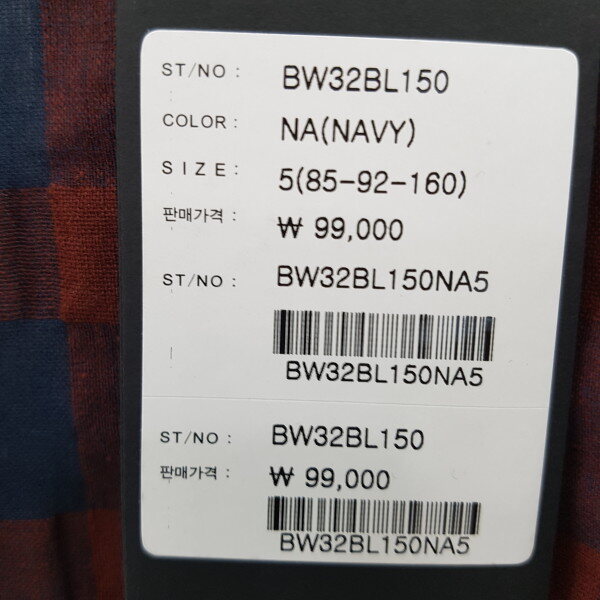 ST/NO : BW32BL150
COLOR : NA(NAVY)
SIZE : 5(85-92-160)
판매가격 : ₩ 99,000
ST/NO : BW32BL150NA5
BW32BL150NA5
ST/NO : BW32BL150
판매가격 : ₩ 99,000
BW32BL150NA5